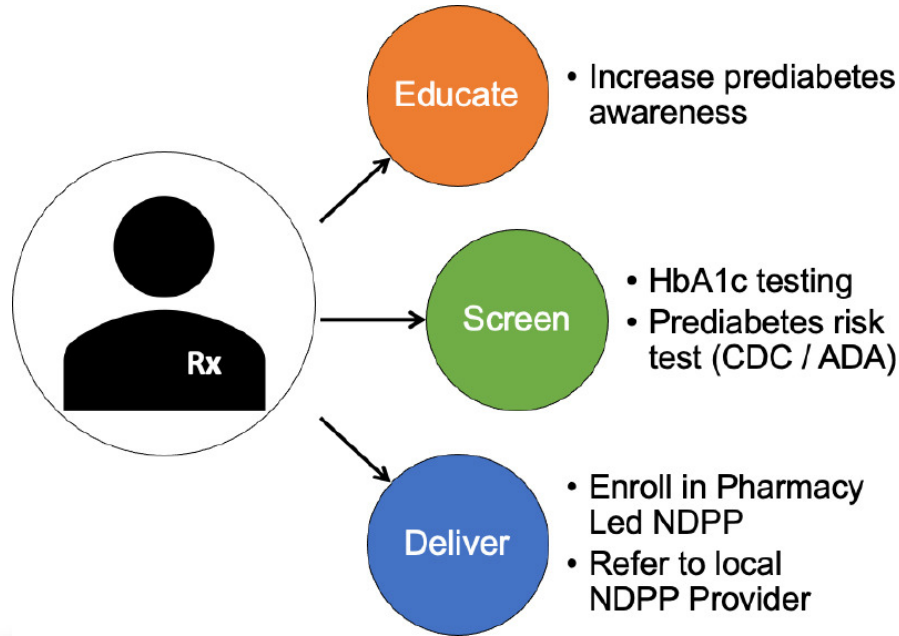 Educate
• Increase prediabetes
awareness
Rx
Screen
• HbA1c testing
• Prediabetes risk
test (CDC / ADA)
Deliver
• Enroll in Pharmacy
Led NDPP
• Refer to local
NDPP Provider